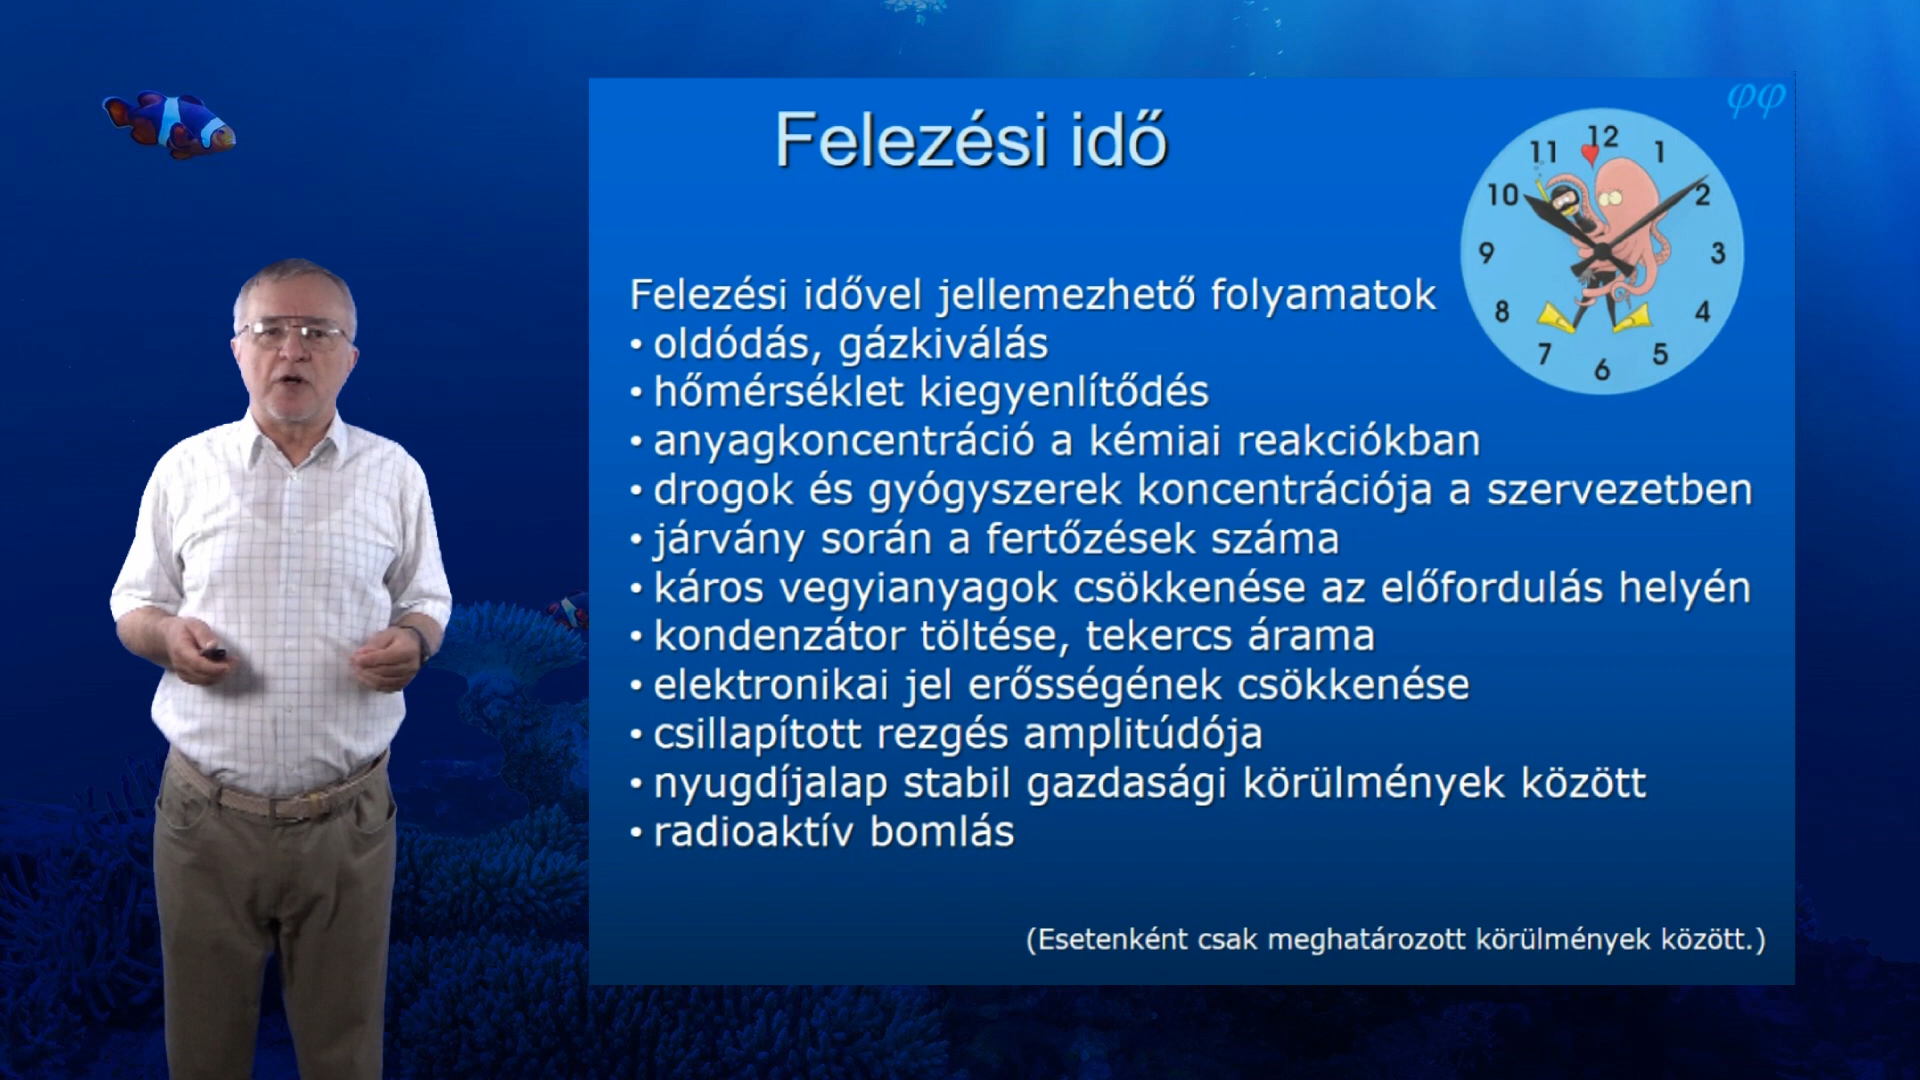 φφ
Felezési idő
11 12 1
10 2
9 3
8 4
7 6 5
Felezési idővel jellemezhető folyamatok
• oldódás, gázkiválás
• hőmérséklet kiegyenlítődés
• anyagkoncentráció a kémiai reakciókban
• drogok és gyógyszerek koncentrációja a szervezetben
• járvány során a fertőzések száma
• káros vegyianyagok csökkenése az előfordulás helyén
• kondenzátor töltése, tekercs árama
• elektronikai jel erősségének csökkenése
• csillapított rezgés amplitúdója
• nyugdíjalap stabil gazdasági körülmények között
• radioaktív bomlás
(Esetenként csak meghatározott körülmények között.)